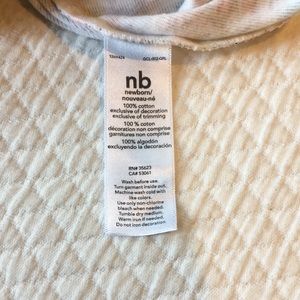 GCL-012-GPL
nb
newborn/
nouveau-né
100% cotton
exclusive of decoration
exclusive of trimming
100 % coton
décoration non comprise
garnitures non comprise
100% algodón
excluyendo la decoración
RN# 35623
CA# 53061
Wash before use.
Turn garment inside out.
Machine wash cold with
like colors.
Use only non-chlorine
bleach when needed.
Tumble dry medium.
Warm iron if needed.
Do not iron decoration.